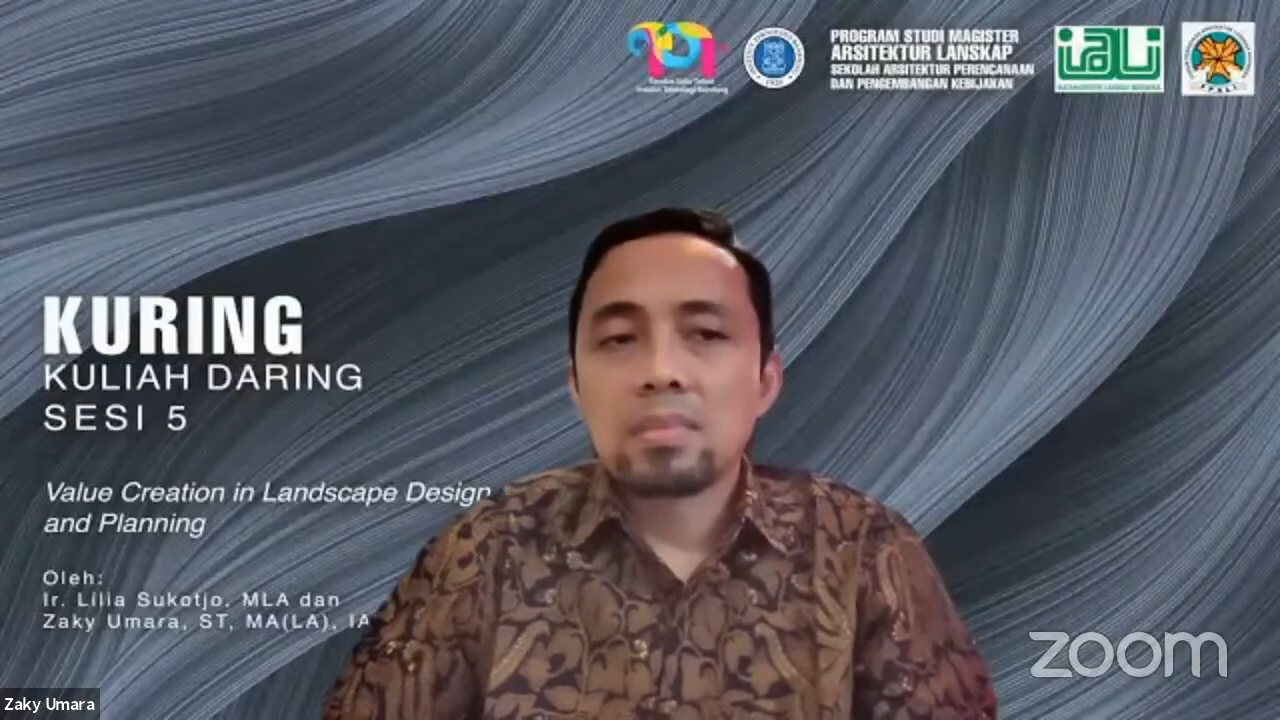 PROGRAM STUDI MAGISTER
ARSITEKTUR LANSKAP
SEKOLAH ARSITEKTUR PERENCANAAN
DAN PENGEMBANGAN KEBIJAKAN
iali
KURING
KULIAH DARING
SESI 5
Value Creation in Landscape Design
and Planning
Oleh:
Ir. Lilia Sukotjo, MLA dan
Zaky Umara, ST, MA(LA), IA
zoom
Zaky Umara